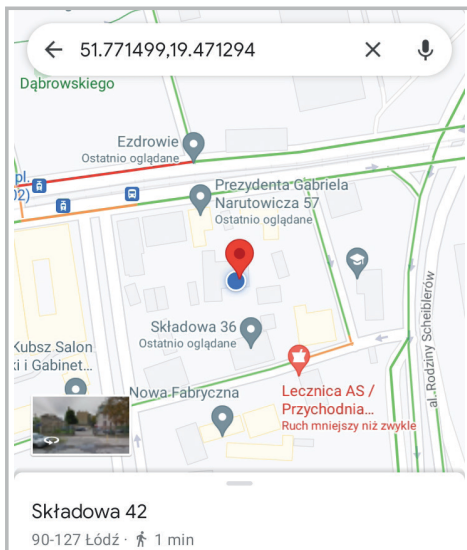 51.771499,19.471294
Dąbrowskiego
Ezdrowie
Ostatnio oglądane
pl.
02)
Prezydenta Gabriela
Narutowicza 57
Ostatnio oglądane
al. Rodziny Scheiblerów
Składowa 36
Ostatnio oglądane
Kubsz Salon
ki i Gabinet...
Nowa Fabryczna
Lecznica AS /
Przychodnia...
Ruch mniejszy niż zwykle
Składowa 42
90-127 Łódź · 1 min